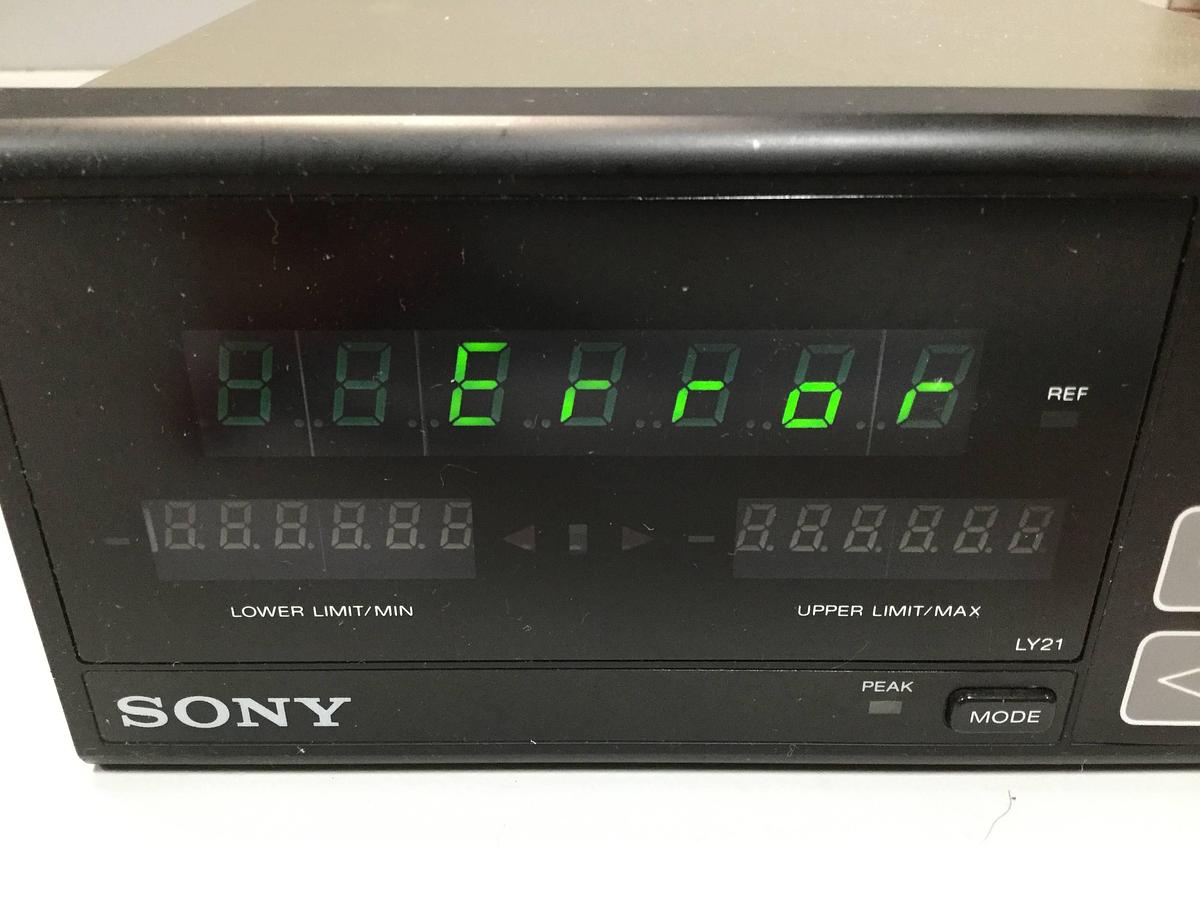 Error
REF
LOWER LIMIT/MIN
UPPER LIMIT/MAX
LY21
SONY
PEAK
MODE